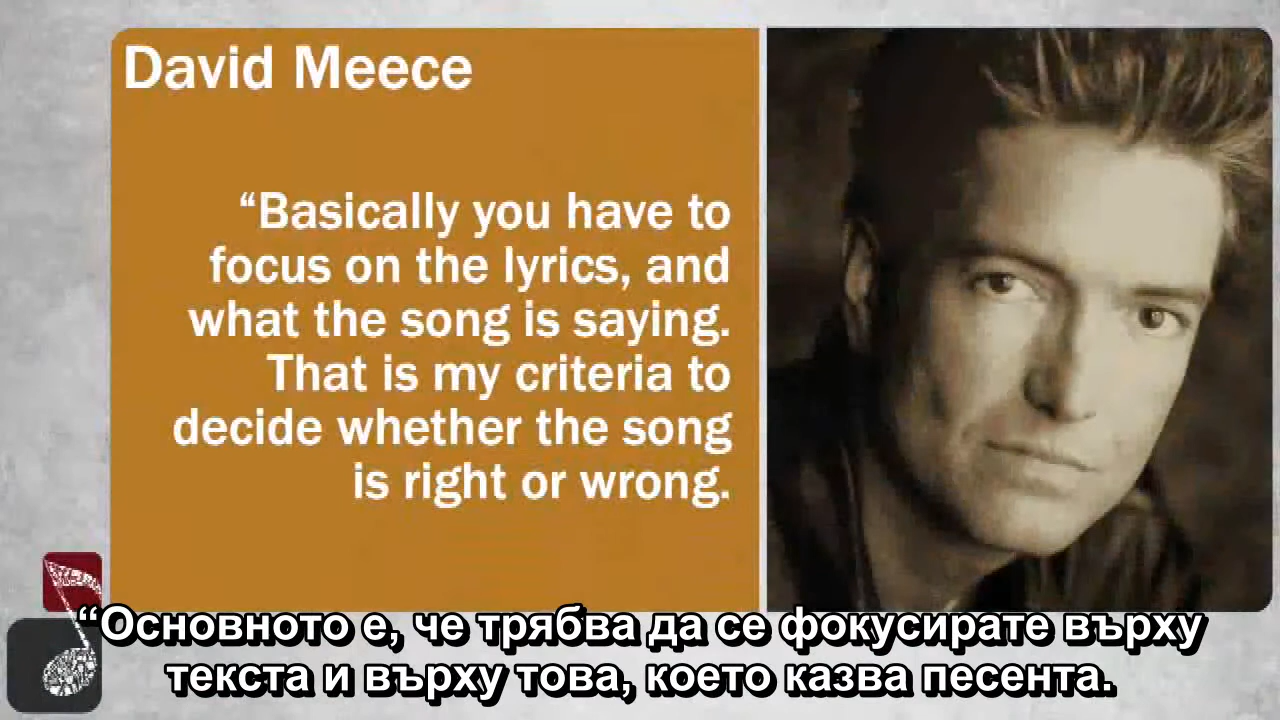 David Meece
“Basically you have to
focus on the lyrics, and
what the song is saying.
That is my criteria to
decide whether the song
is right or wrong.
“Основното е, че трябва да се фокусирате върху
текста и върху това, което казва песента.